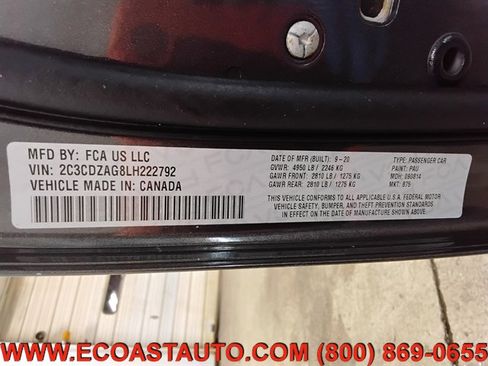 MFD BY: FCA US LLC
VIN: 2C3CDZAG8LH222792
VEHICLE MADE IN: CANADA
DATE OF MFR (BUILT): 9-20
GVWR: 4950 LB / 2246 KG
GAWR FRONT: 2810 LB / 1275 KG
GAWR REAR: 2810 LB / 1275 KG
TYPE: PASSENGER CAR
PAINT: PAU
MDH: 090814
MKT: 875
THIS VEHICLE CONFORMS TO ALL APPLICABLE U.S.A. FEDERAL MOTOR
VEHICLE SAFETY, BUMPER, AND THEFT PREVENTION STANDARDS
IN EFFECT ON THE DATE OF MANUFACTURE SHOWN ABOVE.
WWW.ECOASTAUTO.COM (800) 869-0655